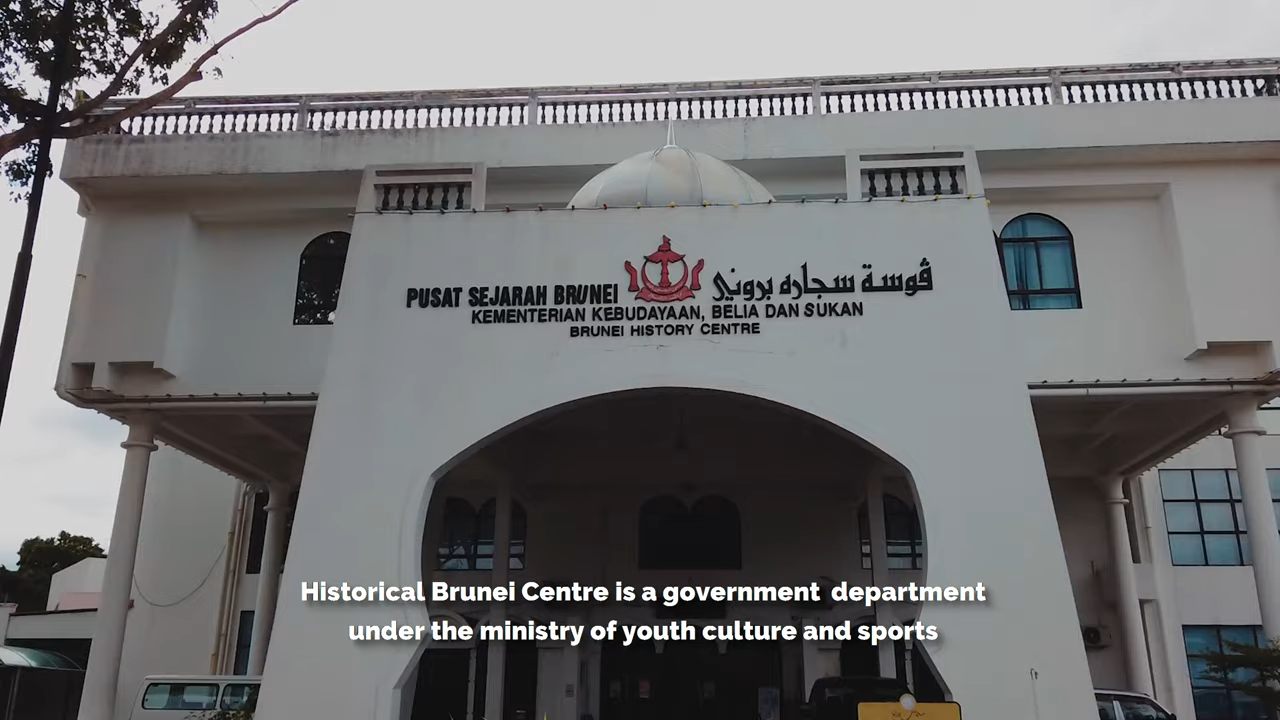 PUSAT SEJARAH BRUNEI ڤوست سجاره بروني
KEMENTERIAN KEBUDAYAAN, BELIA DAN SUKAN
BRUNEI HISTORY CENTRE
Historical Brunei Centre is a government department
under the ministry of youth culture and sports